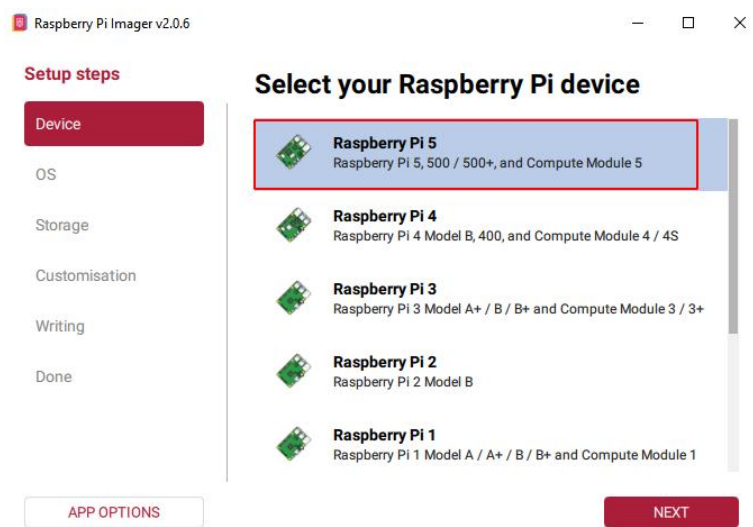 Raspberry Pi Imager v2.0.6
Setup steps
Device
OS
Storage
Customisation
Writing
Done
APP OPTIONS
Select your Raspberry Pi device
Raspberry Pi 5
Raspberry Pi 5, 500 / 500+, and Compute Module 5
Raspberry Pi 4
Raspberry Pi 4 Model B, 400, and Compute Module 4 / 4S
Raspberry Pi 3
Raspberry Pi 3 Model A+ / B / B+ and Compute Module 3 / 3+
Raspberry Pi 2
Raspberry Pi 2 Model B
Raspberry Pi 1
Raspberry Pi 1 Model A / A+ / B / B+ and Compute Module 1
NEXT